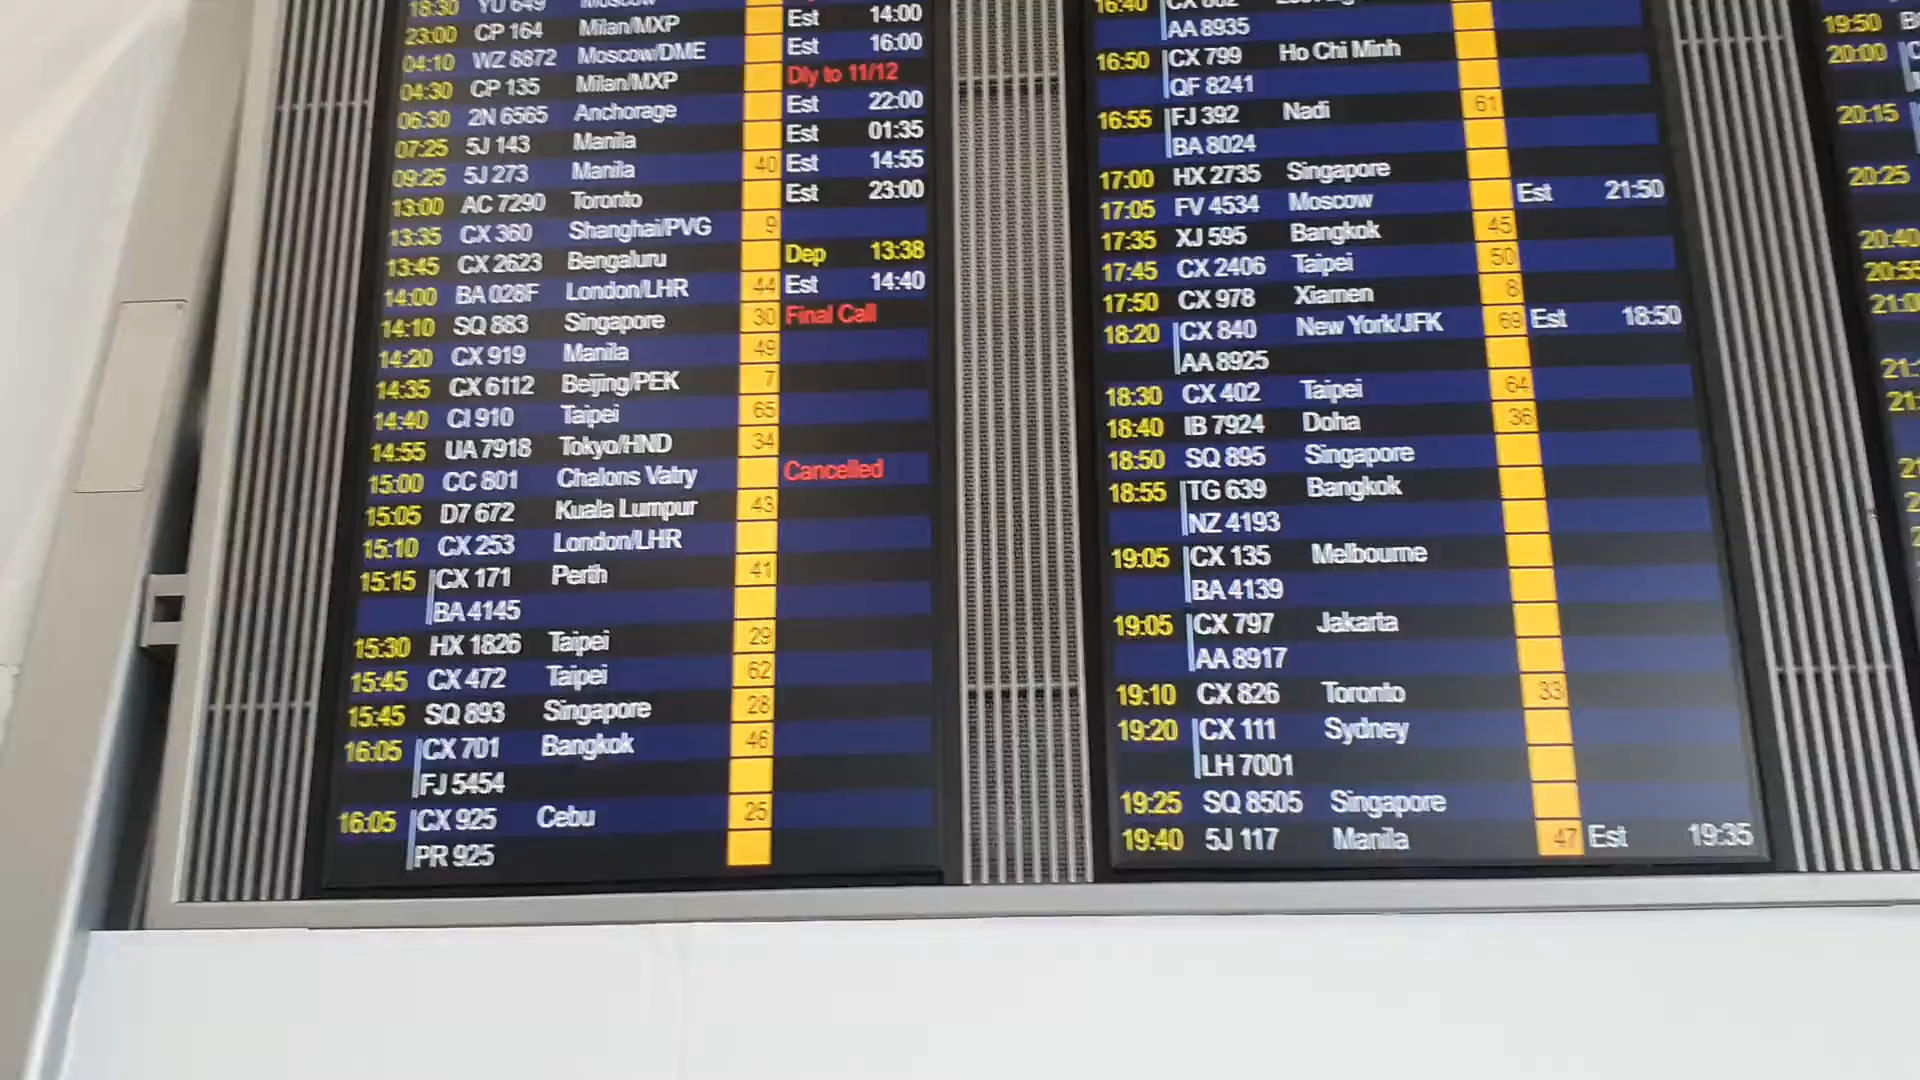 18:30 YU 649 Moscow
23:00 CP 164 Milan/MXP Est 14:00
04:10 WZ 8872 Moscow/DME Est 16:00
04:30 CP 135 Milan/MXP Dly to 11/12
06:30 2N 6565 Anchorage Est 22:00
07:25 5J 143 Manila Est 01:35
09:25 5J 273 Manila 40 Est 14:55
13:00 AC 7290 Toronto Est 23:00
13:35 CX 360 Shanghai/PVG 9
13:45 CX 2623 Bengaluru Dep 13:38
14:00 BA 028F London/LHR 44 Est 14:40
14:10 SQ 883 Singapore 30 Final Call
14:20 CX 919 Manila 49
14:35 CX 6112 Beijing/PEK 7
14:40 CI 910 Taipei 65
14:55 UA 7918 Tokyo/HND 34
15:00 CC 801 Chalons Vatry Cancelled
15:05 D7 672 Kuala Lumpur 43
15:10 CX 253 London/LHR
15:15 CX 171 Perth 41
BA 4145
15:30 HX 1826 Taipei 29
15:45 CX 472 Taipei 62
15:45 SQ 893 Singapore 28
16:05 CX 701 Bangkok 46
FJ 5454
16:05 CX 925 Cebu 25
PR 925
16:40 CX 882
AA 8935
16:50 CX 799 Ho Chi Minh
QF 8241
16:55 FJ 392 Nadi 61
BA 8024
17:00 HX 2735 Singapore
17:05 FV 4534 Moscow Est 21:50
17:35 XJ 595 Bangkok 45
17:45 CX 2406 Taipei 50
17:50 CX 978 Xiamen 6
18:20 CX 840 New York/JFK 69 Est 18:50
AA 8925
18:30 CX 402 Taipei 64
18:40 IB 7924 Doha 36
18:50 SQ 895 Singapore
18:55 TG 639 Bangkok
NZ 4193
19:05 CX 135 Melbourne
BA 4139
19:05 CX 797 Jakarta
AA 8917
19:10 CX 826 Toronto 33
19:20 CX 111 Sydney
LH 7001
19:25 SQ 8505 Singapore
19:40 5J 117 Manila 47 Est 19:35
19:50
20:00
20:15
20:25
20:40